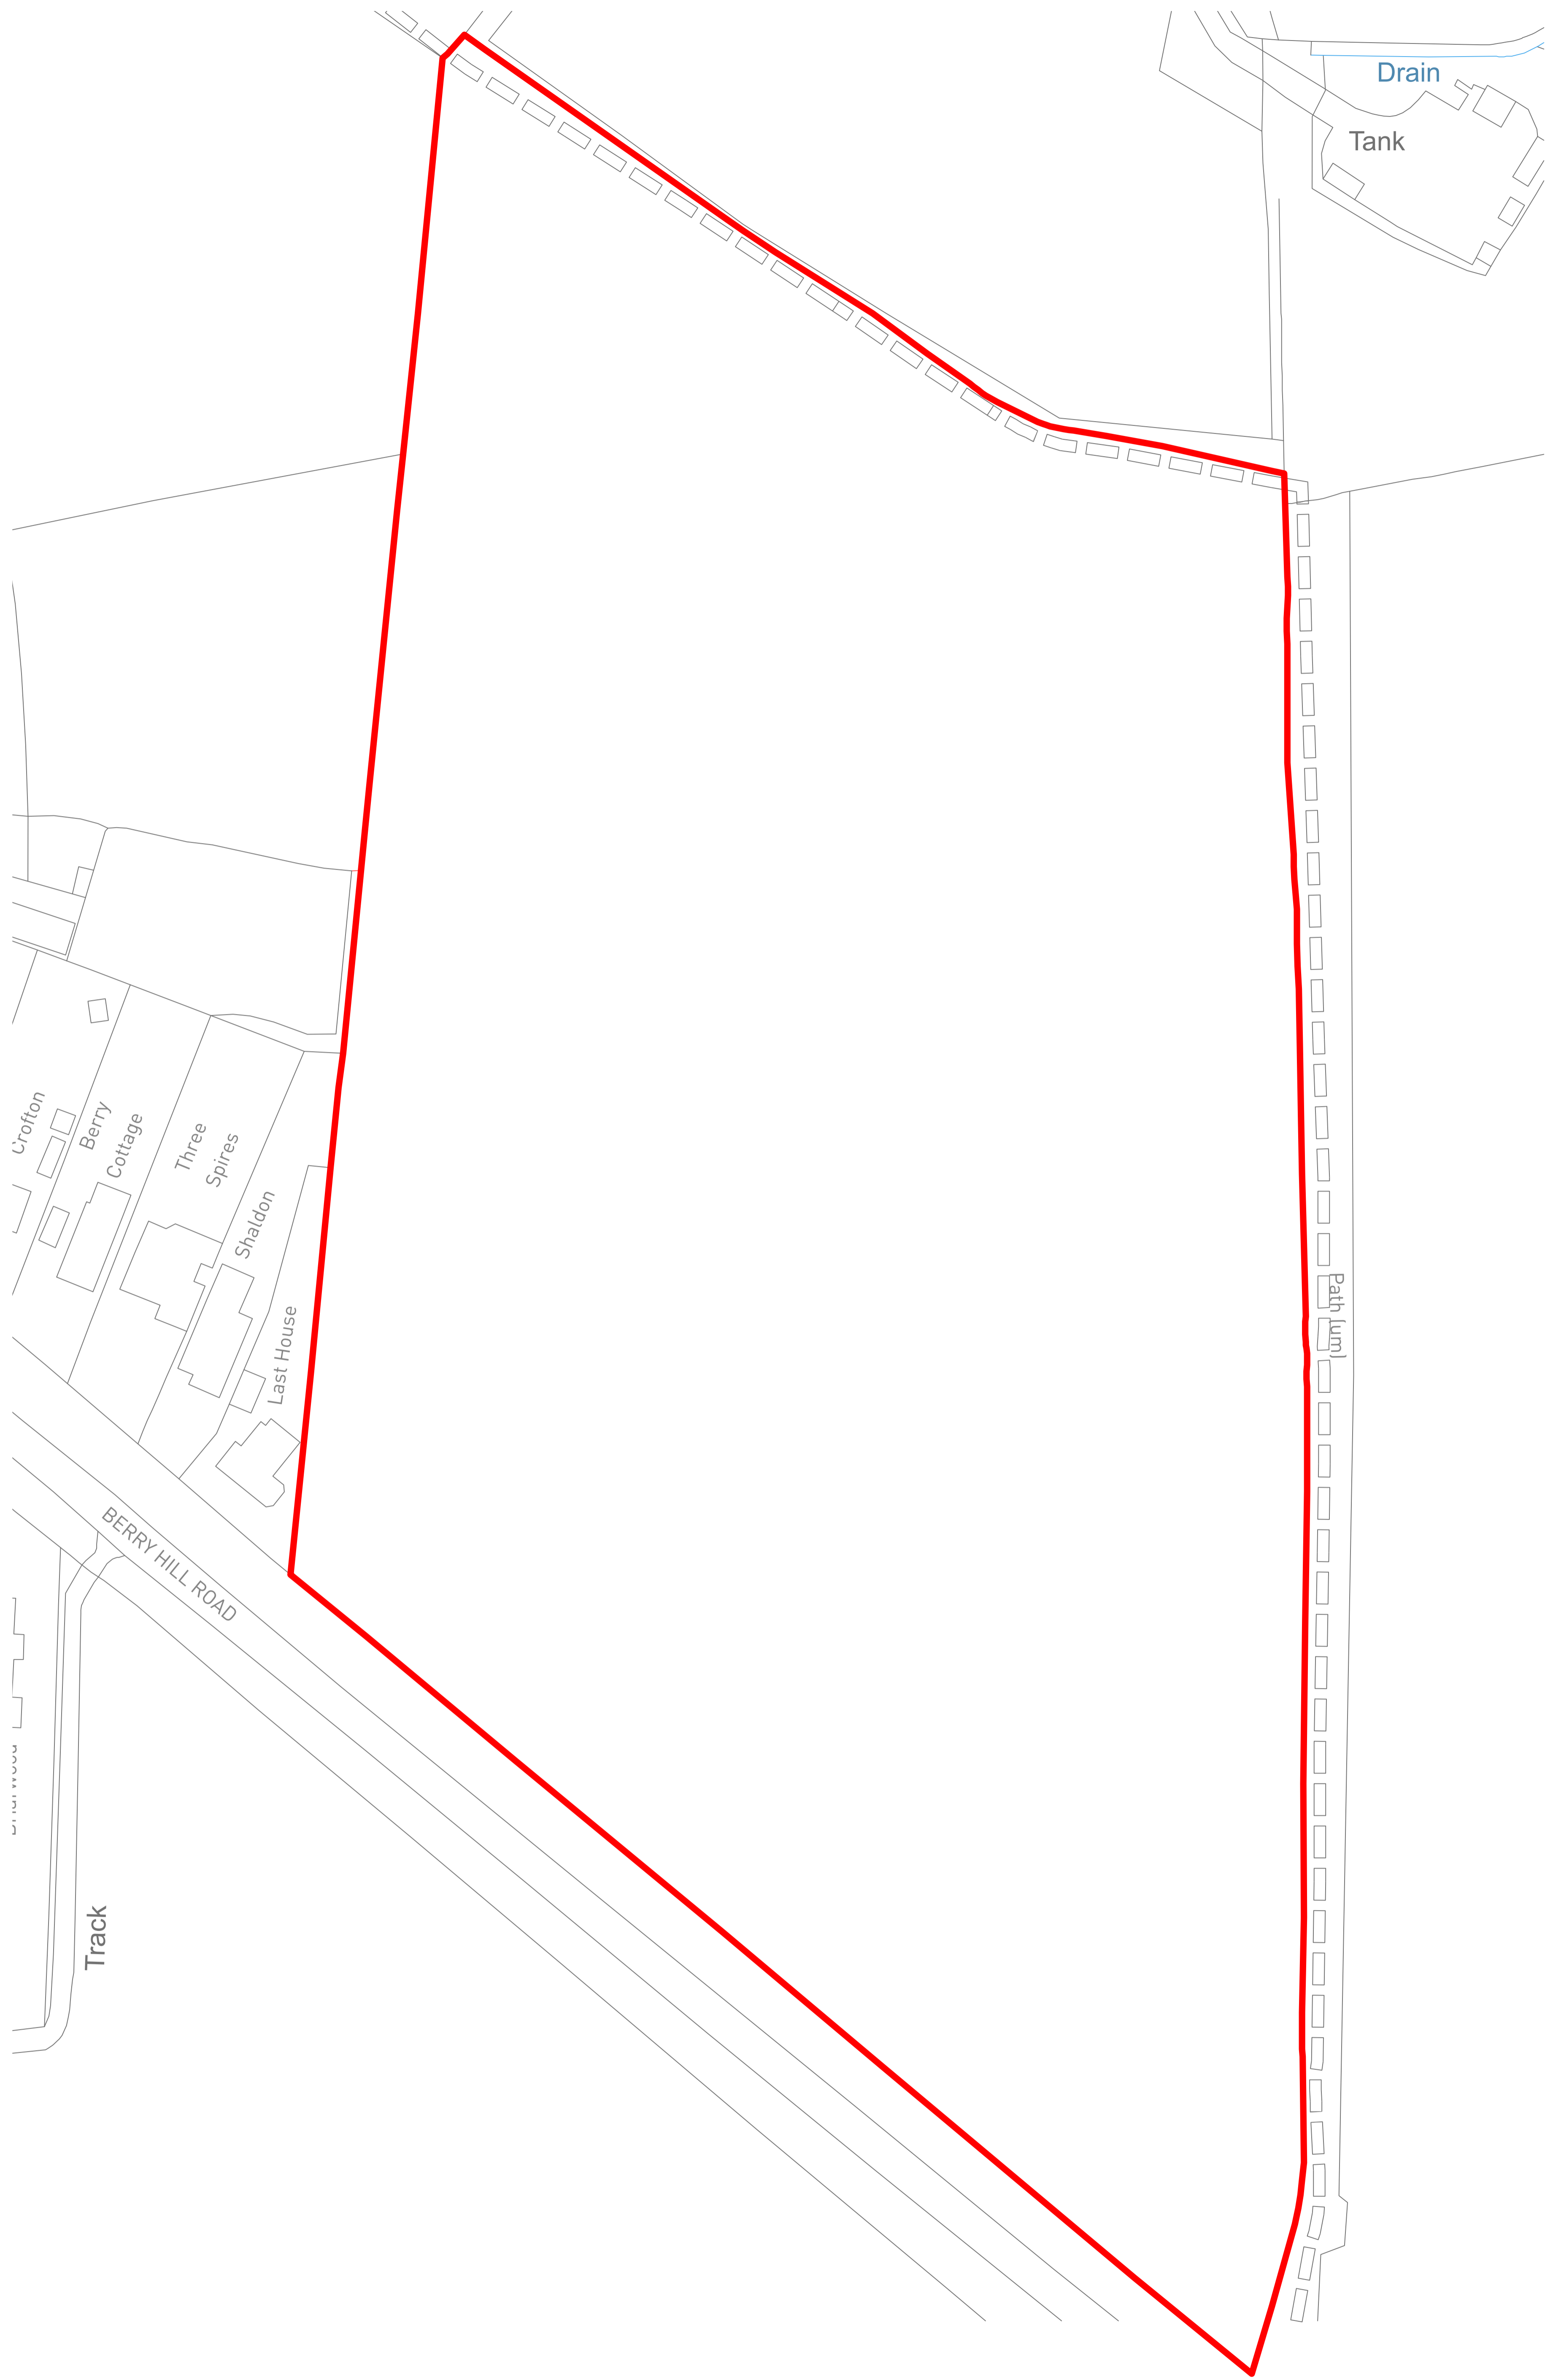 Drain
Tank
Crofton
Berry
Cottage
Three
Spires
Shaldon
Last House
Path (um)
BERRY HILL ROAD
Track